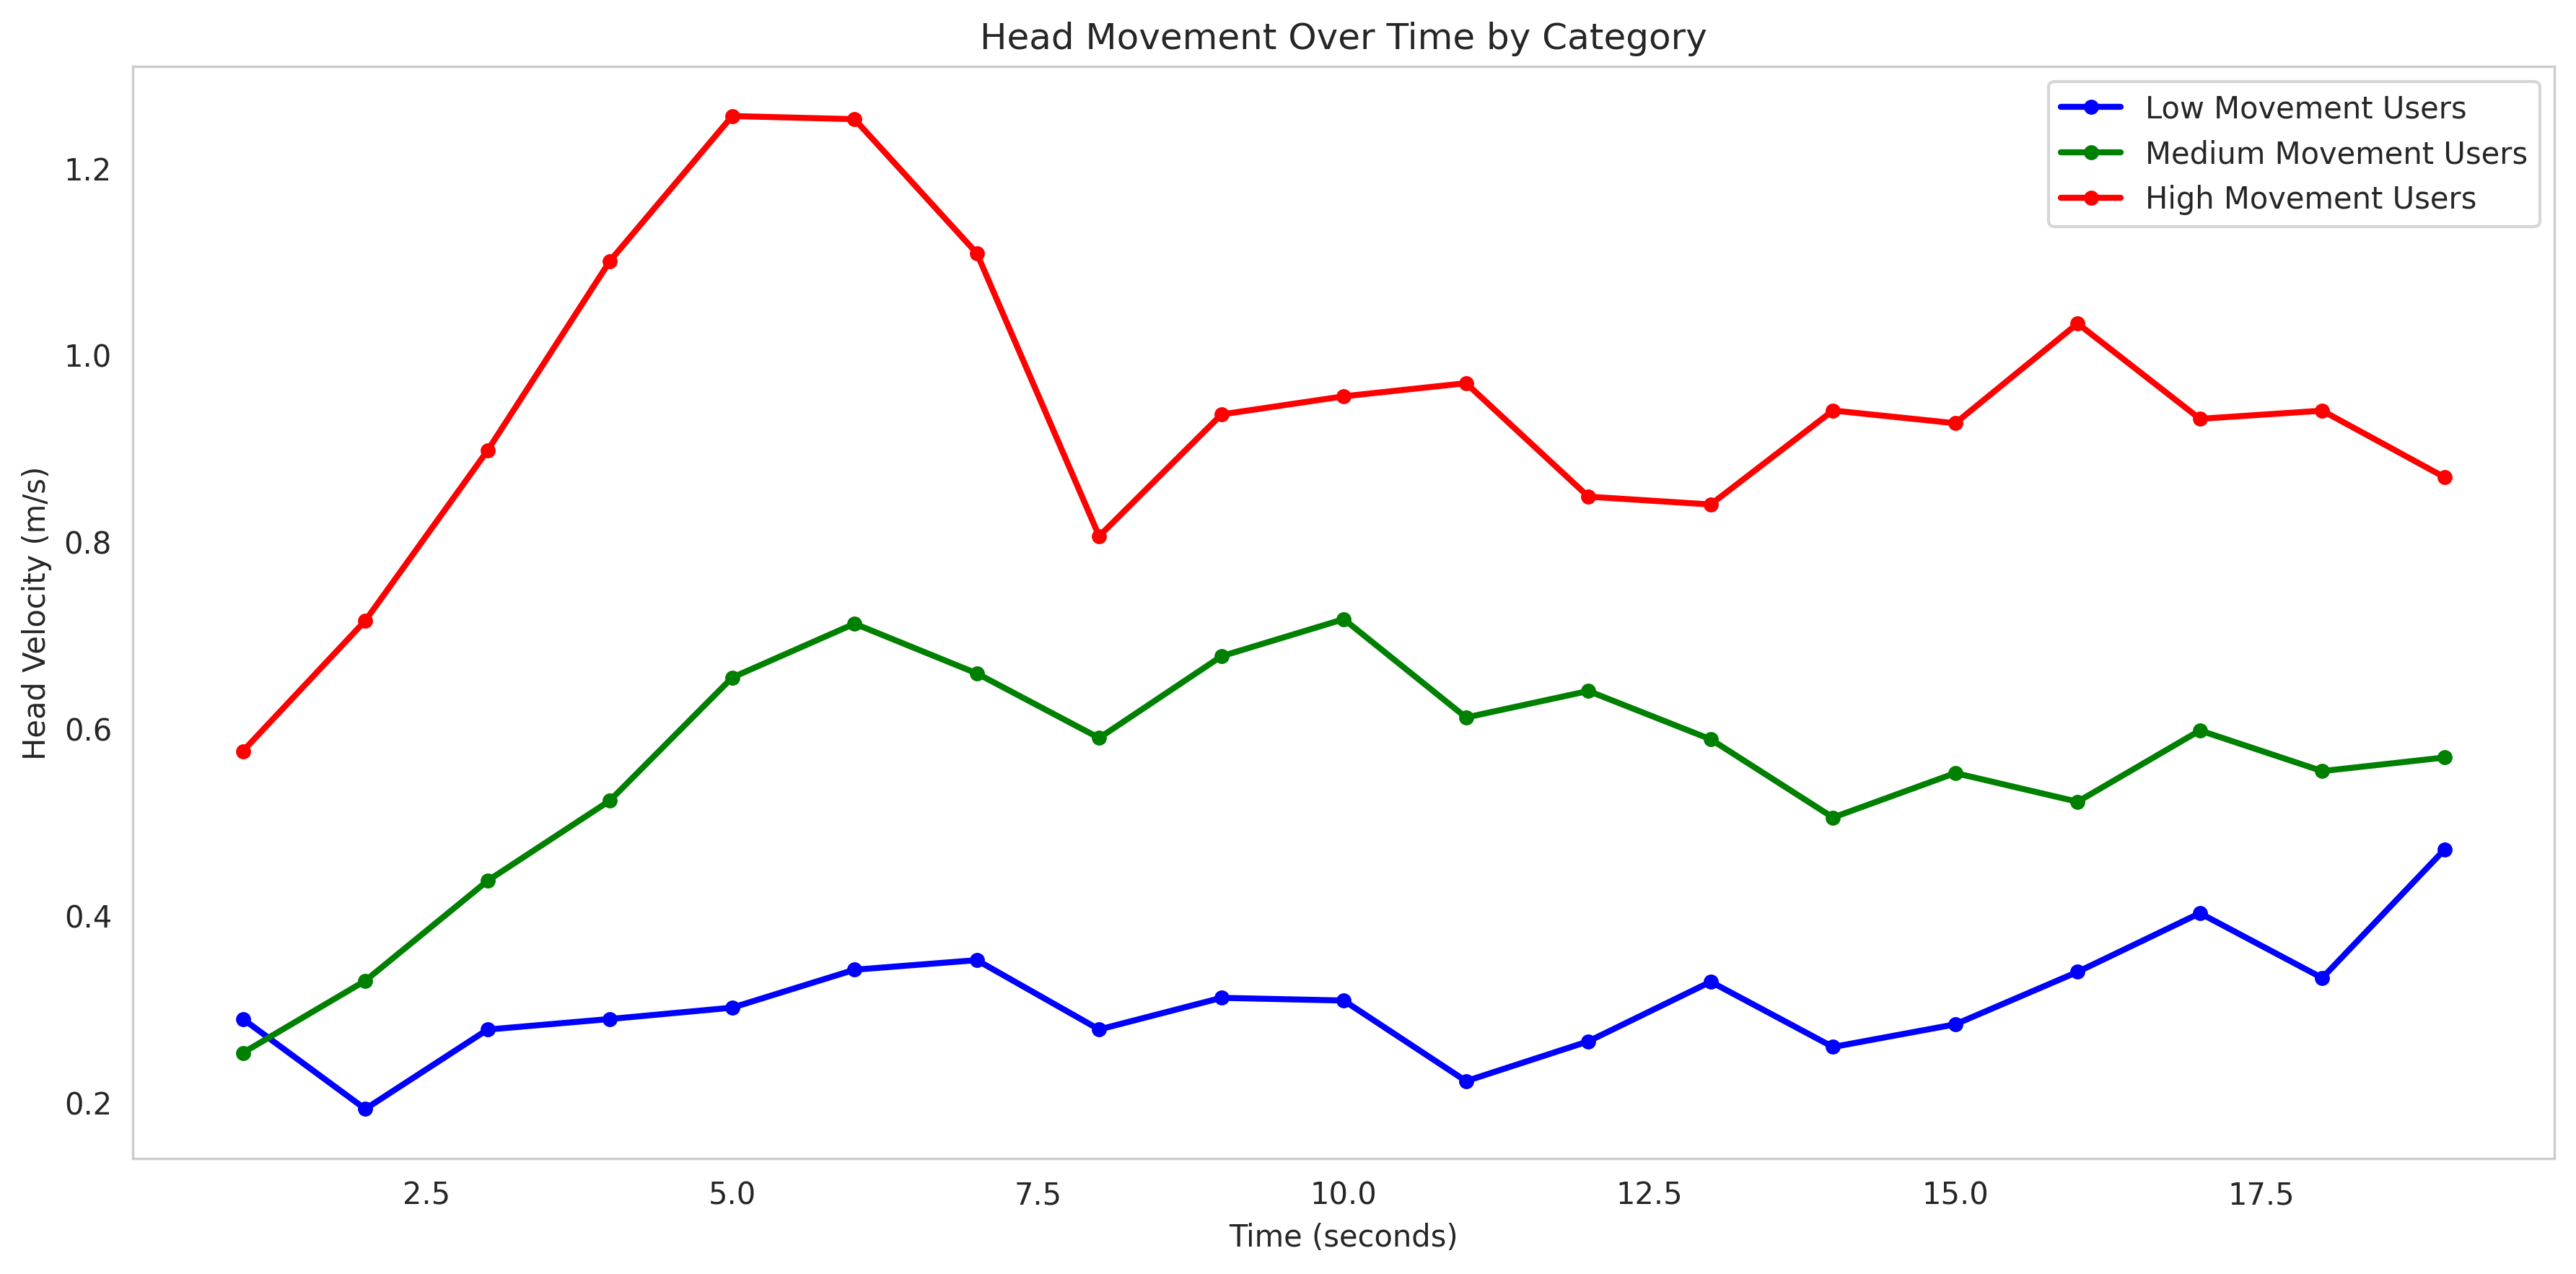 Head Movement Over Time by Category
Low Movement Users
Medium Movement Users
High Movement Users
Head Velocity (m/s)
1.2
1.0
0.8
0.6
0.4
0.2
2.5 5.0 7.5 10.0 12.5 15.0 17.5
Time (seconds)